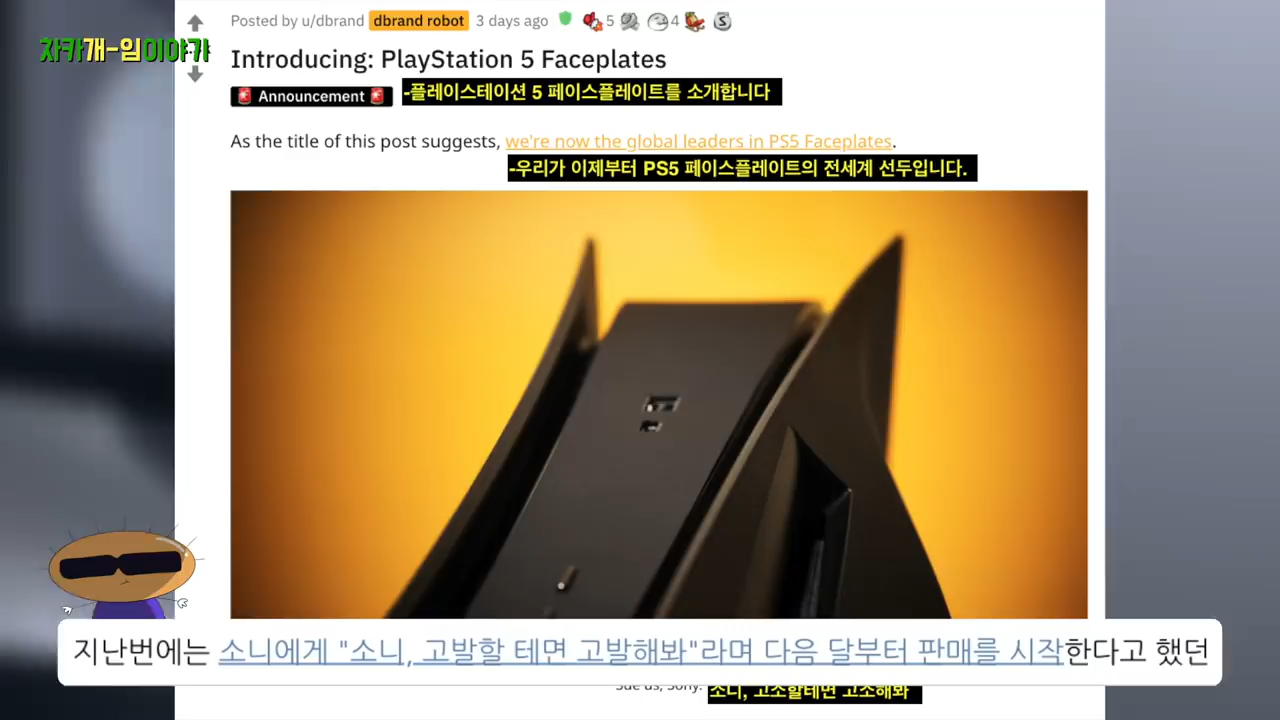 Posted by u/dbrand dbrand robot 3 days ago 5 4
자카개-임이야기
Introducing: PlayStation 5 Faceplates
Announcement -플레이스테이션 5 페이스플레이트를 소개합니다
As the title of this post suggests, we're now the global leaders in PS5 Faceplates.
-우리가 이제부터 PS5 페이스플레이트의 전세계 선두입니다.
지난번에는 소니에게 "소니, 고발할 테면 고발해봐"라며 다음 달부터 판매를 시작한다고 했던
Sue us, Sony. 소니, 고소할테면 고소해봐